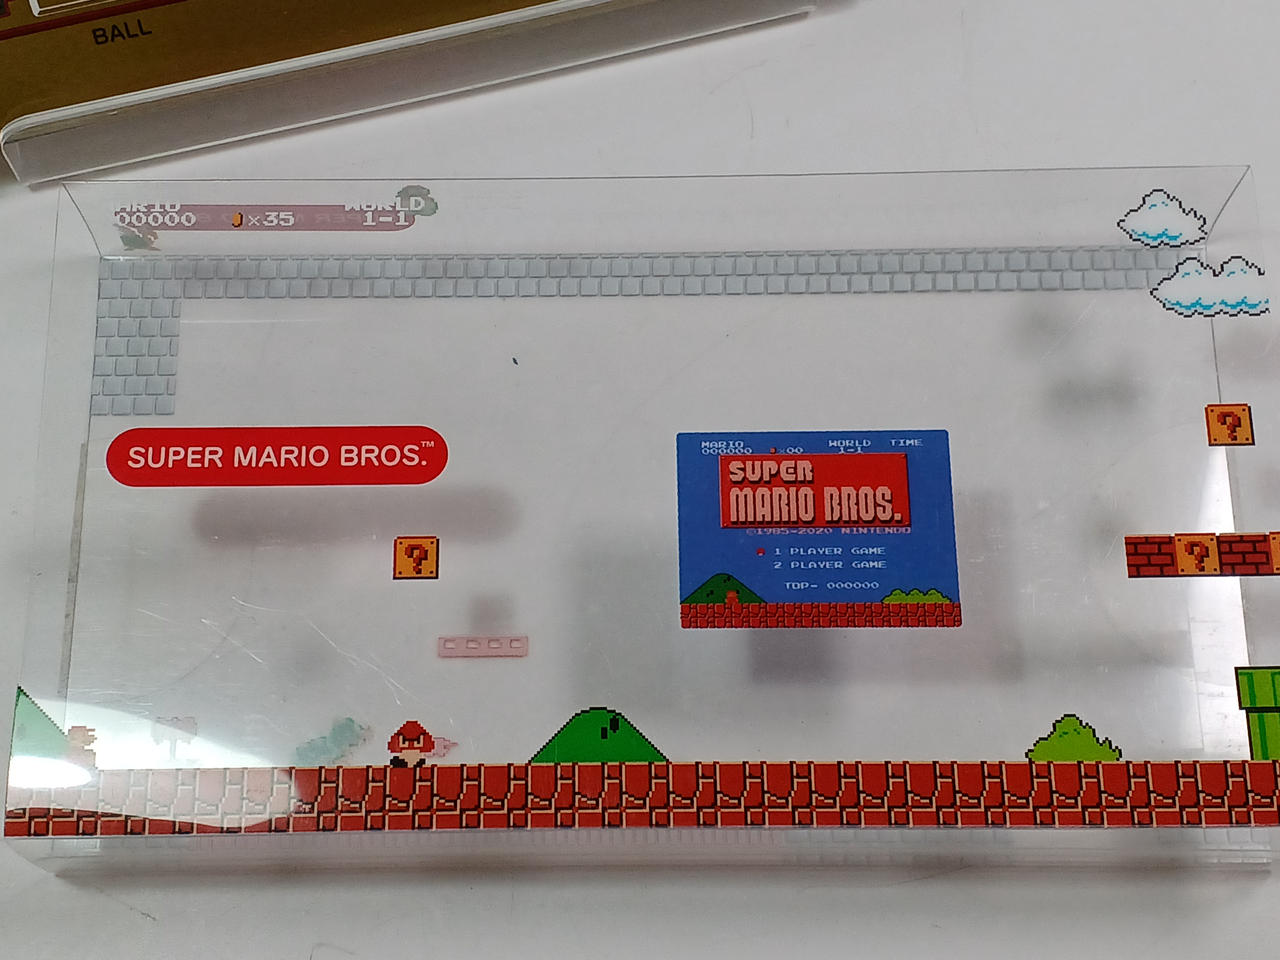 BALL
MARIO WORLD
00000 ×35 1-1
SUPER MARIO BROS.™
MARIO WORLD TIME
000000 ×00 1-1
SUPER
MARIO BROS.
©1985-2020 NINTENDO
1 PLAYER GAME
2 PLAYER GAME
TOP- 000000
?
?
?